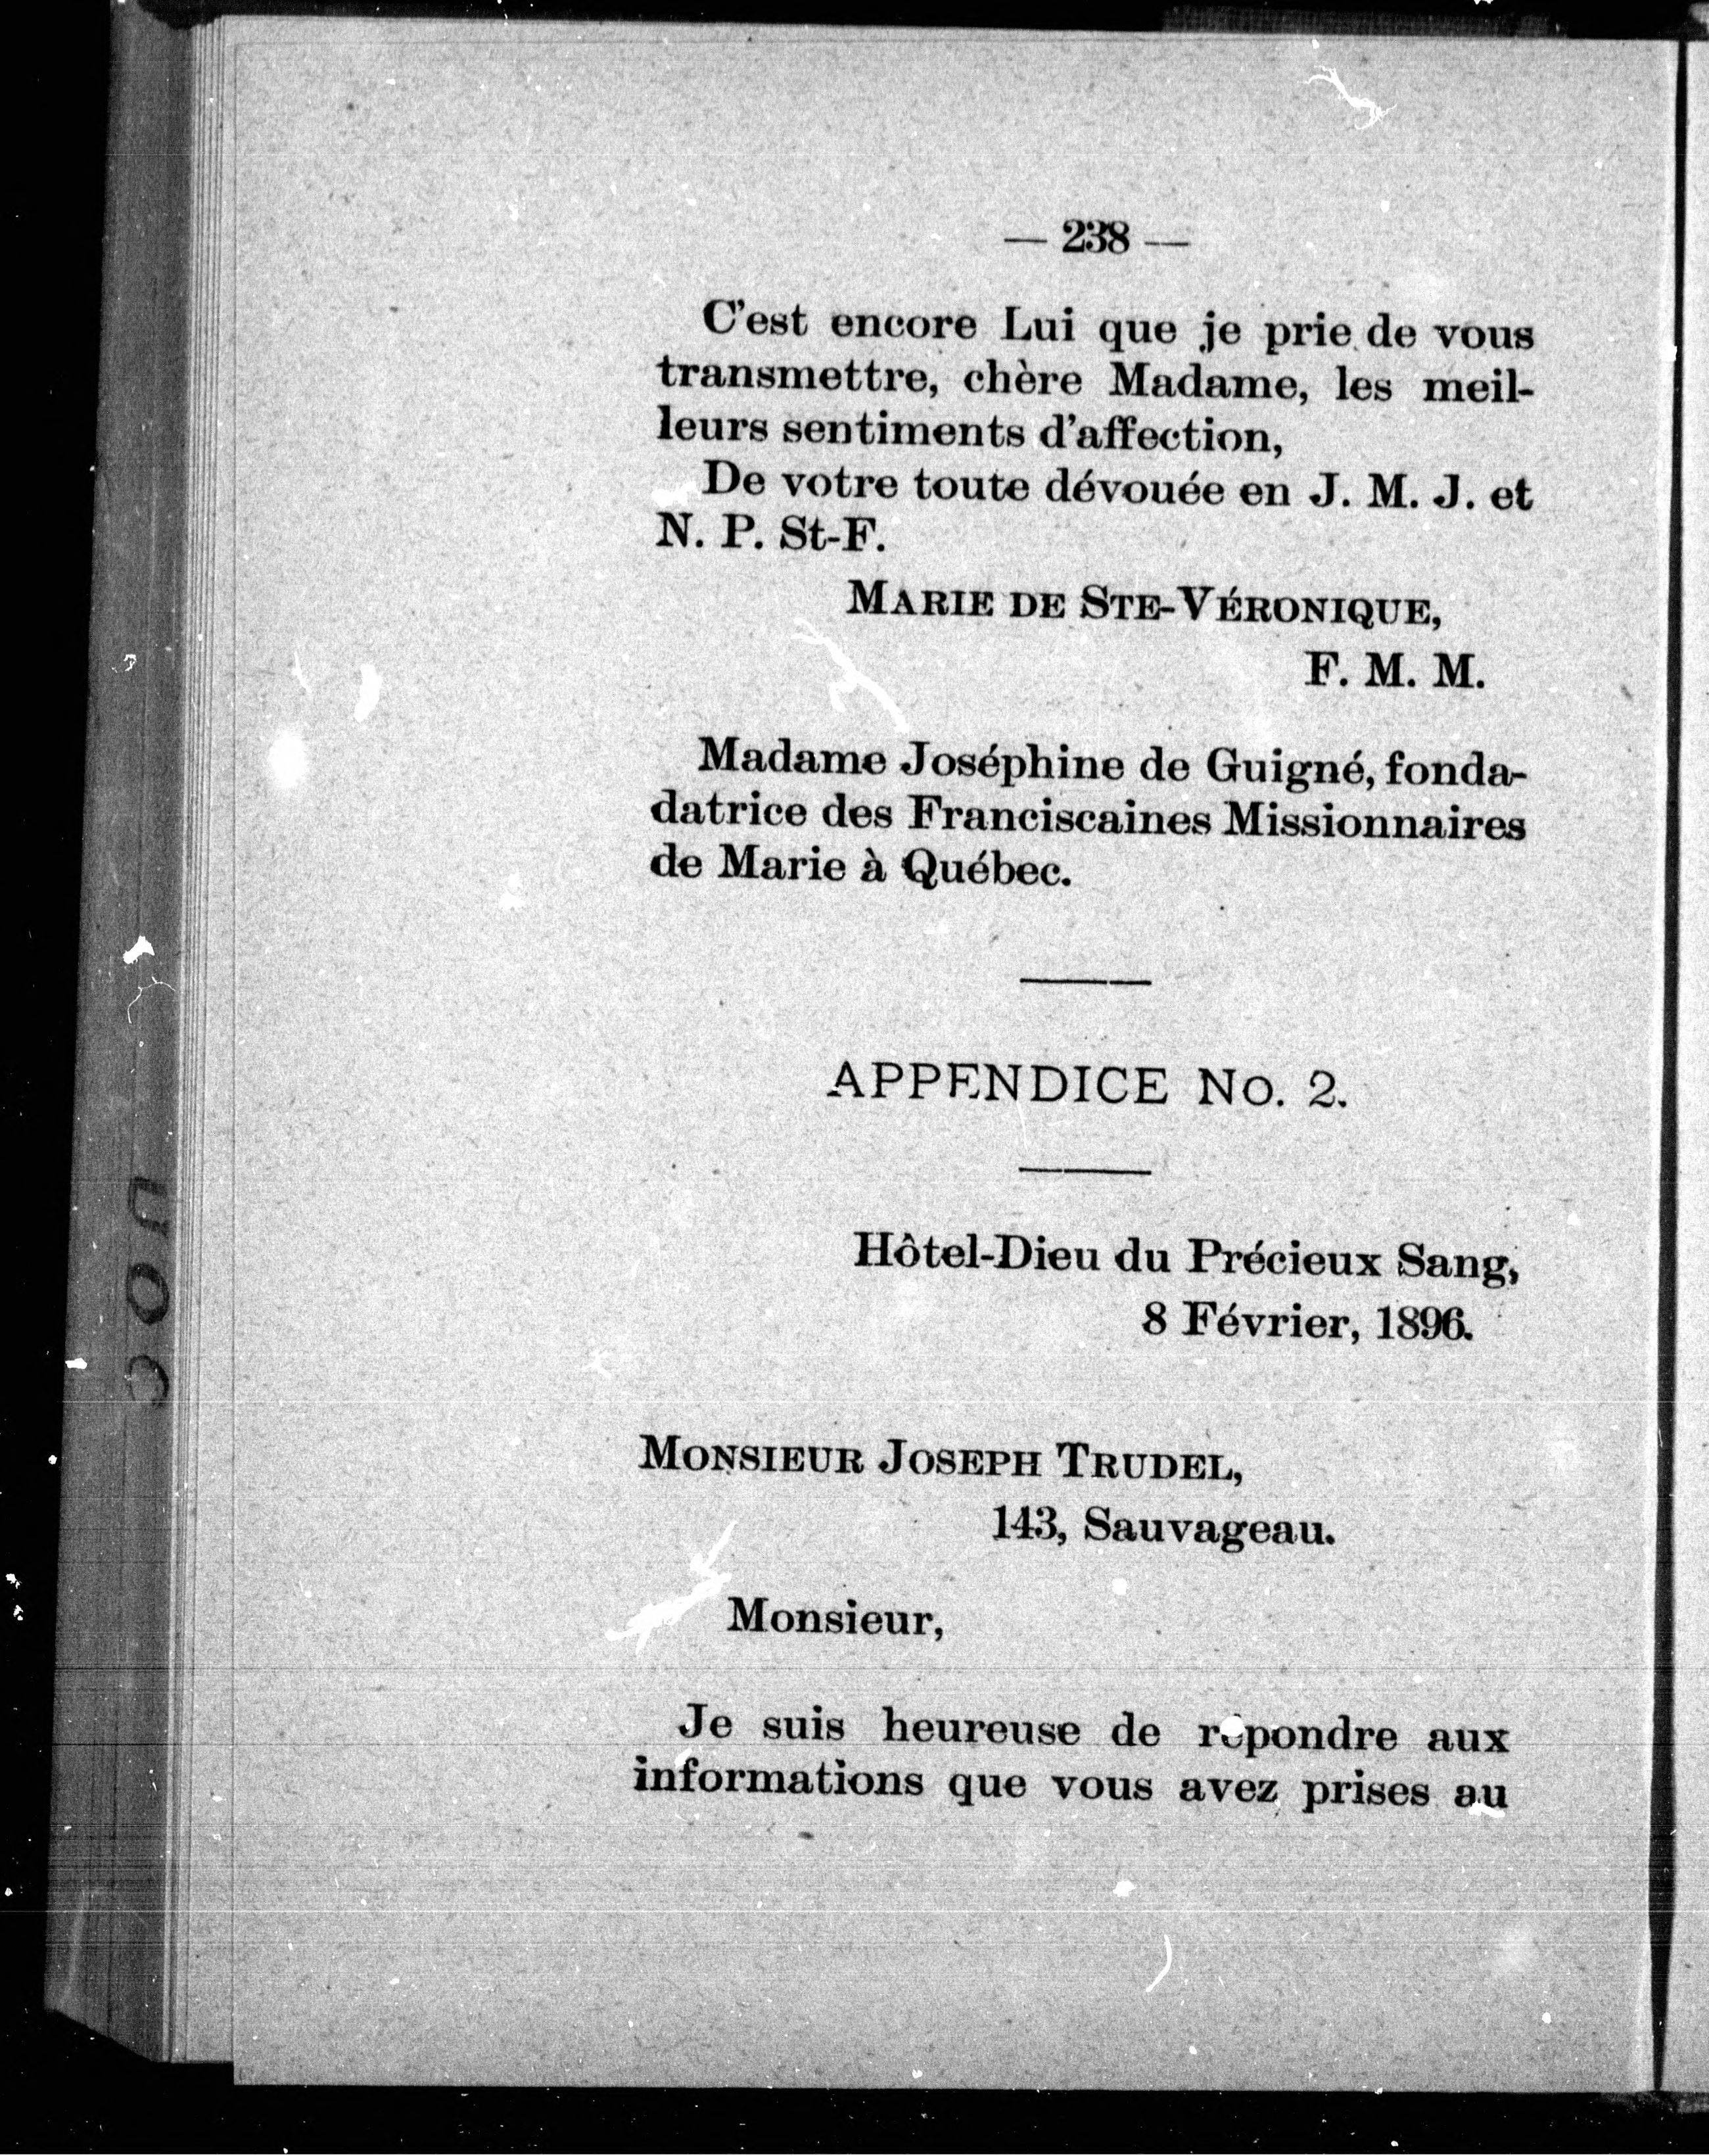 — 238 —
C'est encore Lui que je prie de vous
transmettre, chère Madame, les meil-
leurs sentiments d'affection,
De votre toute dévouée en J. M. J. et
N. P. St-F.
MARIE DE STE-VÉRONIQUE,
F. M. M.
Madame Joséphine de Guigné, fonda-
datrice des Franciscaines Missionnaires
de Marie à Québec.
APPENDICE No. 2.
Hôtel-Dieu du Précieux Sang,
8 Février, 1896.
MONSIEUR JOSEPH TRUDEL,
143, Sauvageau.
Monsieur,
Je suis heureuse de répondre aux
informations que vous avez prises au